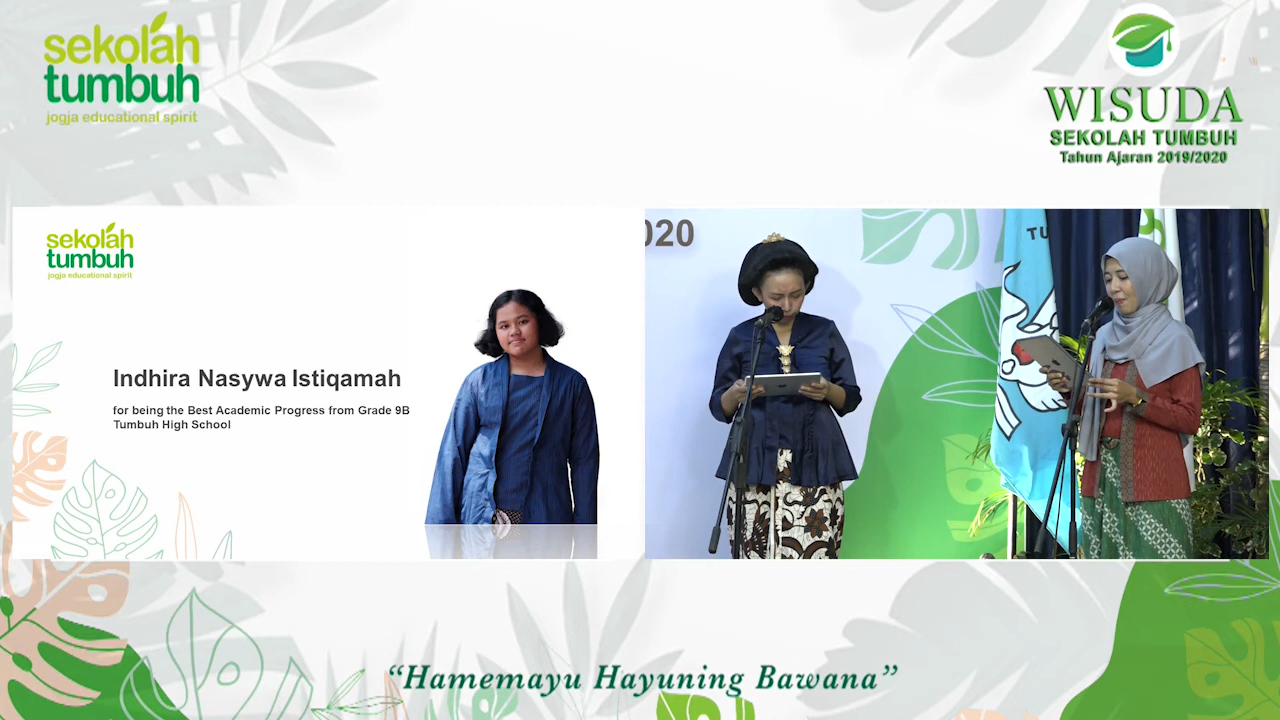 sekolah
tumbuh
jogja educational spirit
WISUDA
SEKOLAH TUMBUH
Tahun Ajaran 2019/2020
sekolah
tumbuh
jogja educational spirit
Indhira Nasywa Istiqamah
for being the Best Academic Progress from Grade 9B
Tumbuh High School
020
TU
“Hamemayu Hayuning Bawana”